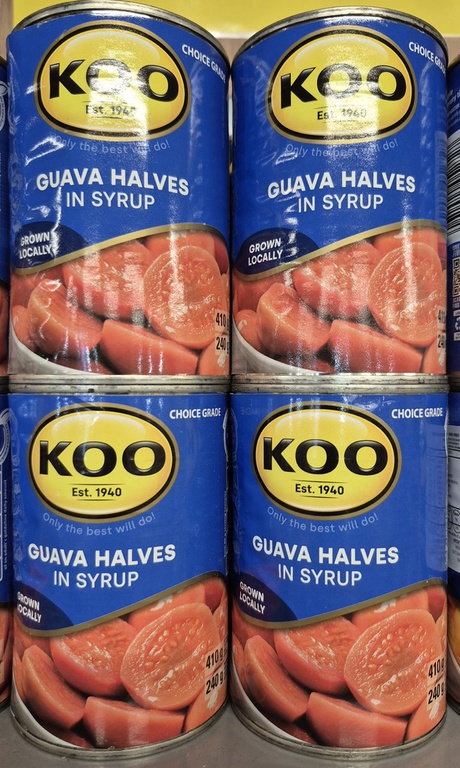 CHOICE GRADE
KOO
Est. 1940
Only the best will do!
GUAVA HALVES
IN SYRUP
GROWN
LOCALLY
410
240 g
CHOICE GRADE
KOO
Est. 1940
Only the best will do!
GUAVA HALVES
IN SYRUP
GROWN
LOCALLY
410
240
CHOICE GRADE
KOO
Est. 1940
Only the best will do!
GUAVA HALVES
IN SYRUP
GROWN
LOCALLY
410 g
240 g
CHOICE GRADE
KOO
Est. 1940
Only the best will do!
GUAVA HALVES
IN SYRUP
GROWN
LOCALLY
410 g
240 g